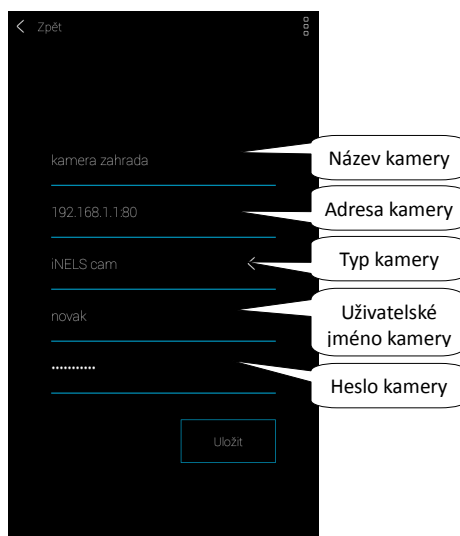 Zpět
kamera zahrada
Název kamery
192.168.1.1:80
Adresa kamery
iNELS cam
Typ kamery
novak
Uživatelské
jméno kamery
•••••••••••
Heslo kamery
Uložit